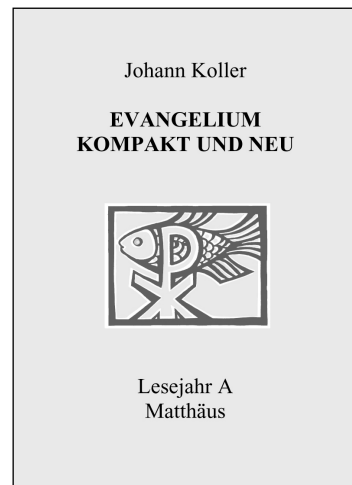 Johann Koller
EVANGELIUM
KOMPAKT UND NEU
Lesejahr A
Matthäus